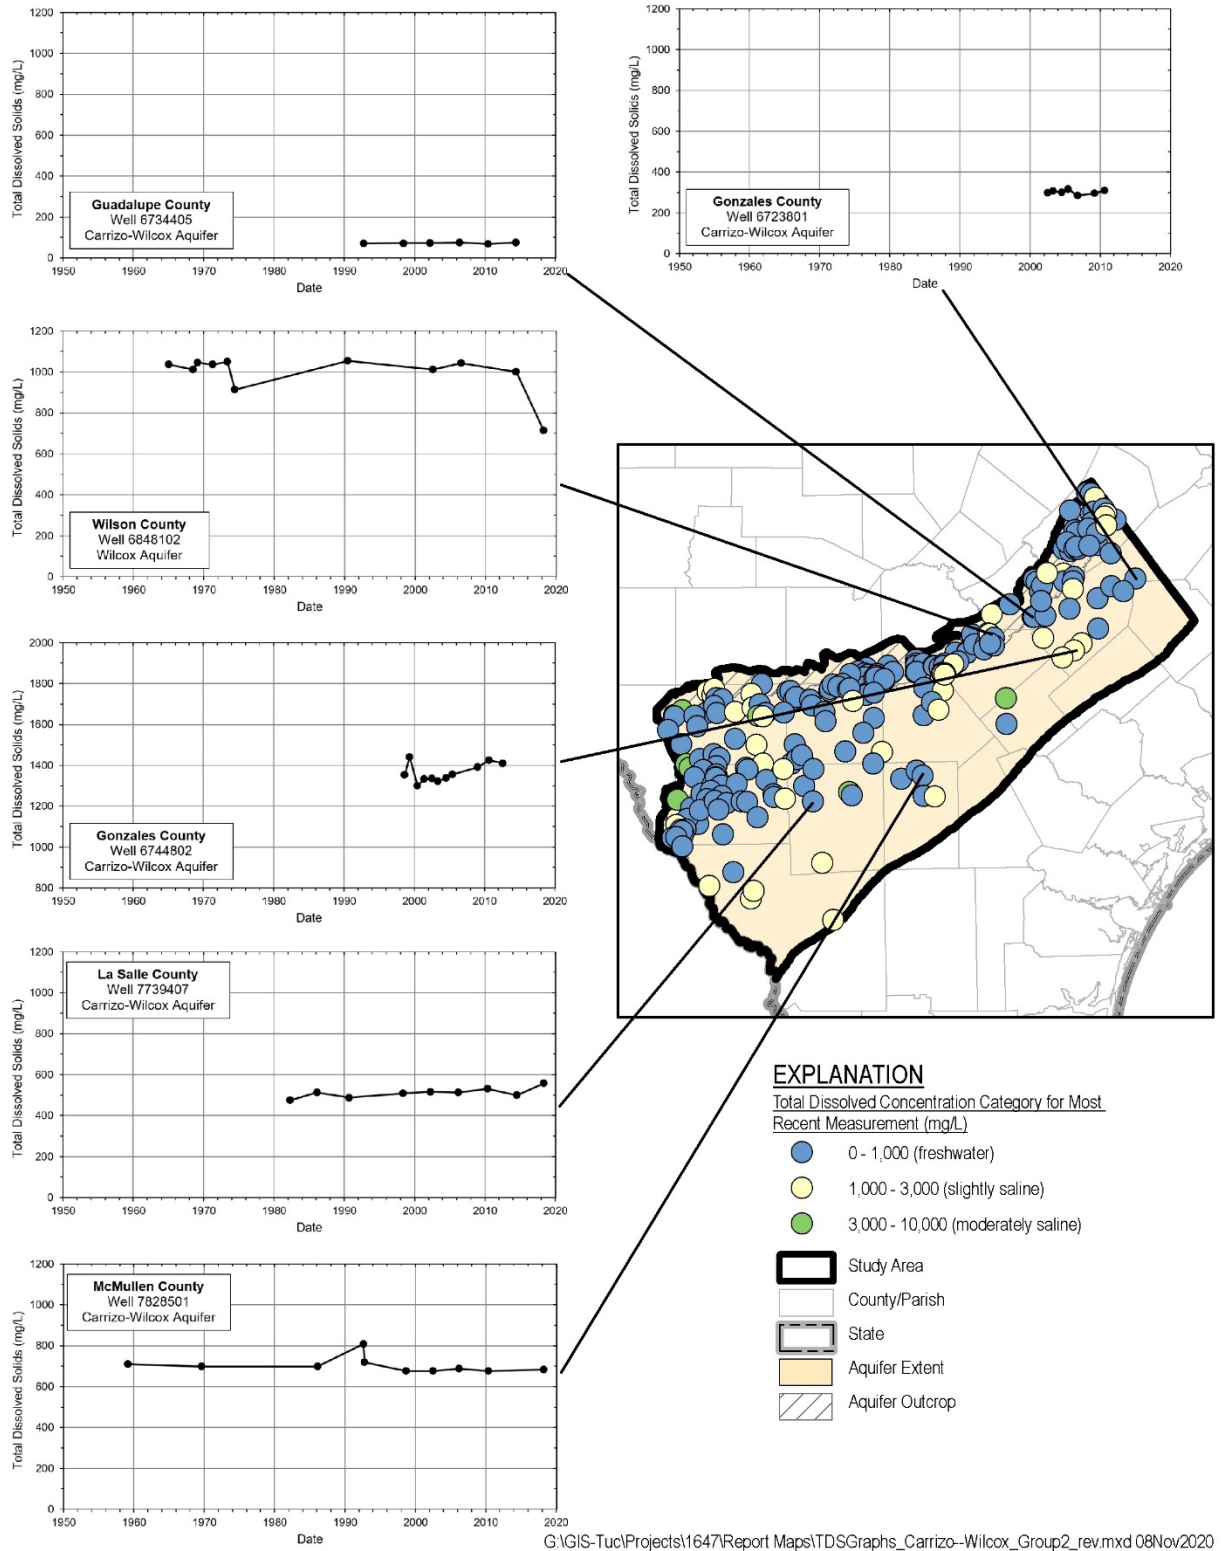 Total Dissolved Solids (mg/L)
1200
1000
800
600
400
200
0
Guadalupe County
Well 6734405
Carrizo-Wilcox Aquifer
1950 1960 1970 1980 1990 2000 2010 2020
Date
Total Dissolved Solids (mg/L)
1200
1000
800
600
400
200
0
Gonzales County
Well 6723801
Carrizo-Wilcox Aquifer
1950 1960 1970 1980 1990 2000 2010 2020
Date
Total Dissolved Solids (mg/L)
1200
1000
800
600
400
200
0
Wilson County
Well 6848102
Wilcox Aquifer
1950 1960 1970 1980 1990 2000 2010 2020
Date
Total Dissolved Solids (mg/L)
2000
1800
1600
1400
1200
1000
800
Gonzales County
Well 6744802
Carrizo-Wilcox Aquifer
1950 1960 1970 1980 1990 2000 2010 2020
Date
Total Dissolved Solids (mg/L)
1200
1000
800
600
400
200
0
La Salle County
Well 7739407
Carrizo-Wilcox Aquifer
1950 1960 1970 1980 1990 2000 2010 2020
Date
Total Dissolved Solids (mg/L)
1200
1000
800
600
400
200
0
McMullen County
Well 7828501
Carrizo-Wilcox Aquifer
1950 1960 1970 1980 1990 2000 2010 2020
Date
EXPLANATION
Total Dissolved Concentration Category for Most
Recent Measurement (mg/L)
0 - 1,000 (freshwater)
1,000 - 3,000 (slightly saline)
3,000 - 10,000 (moderately saline)
Study Area
County/Parish
State
Aquifer Extent
Aquifer Outcrop
G:\GIS-Tuc\Projects\1647\Report Maps\TDSGraphs_Carrizo--Wilcox_Group2_rev.mxd 08Nov2020